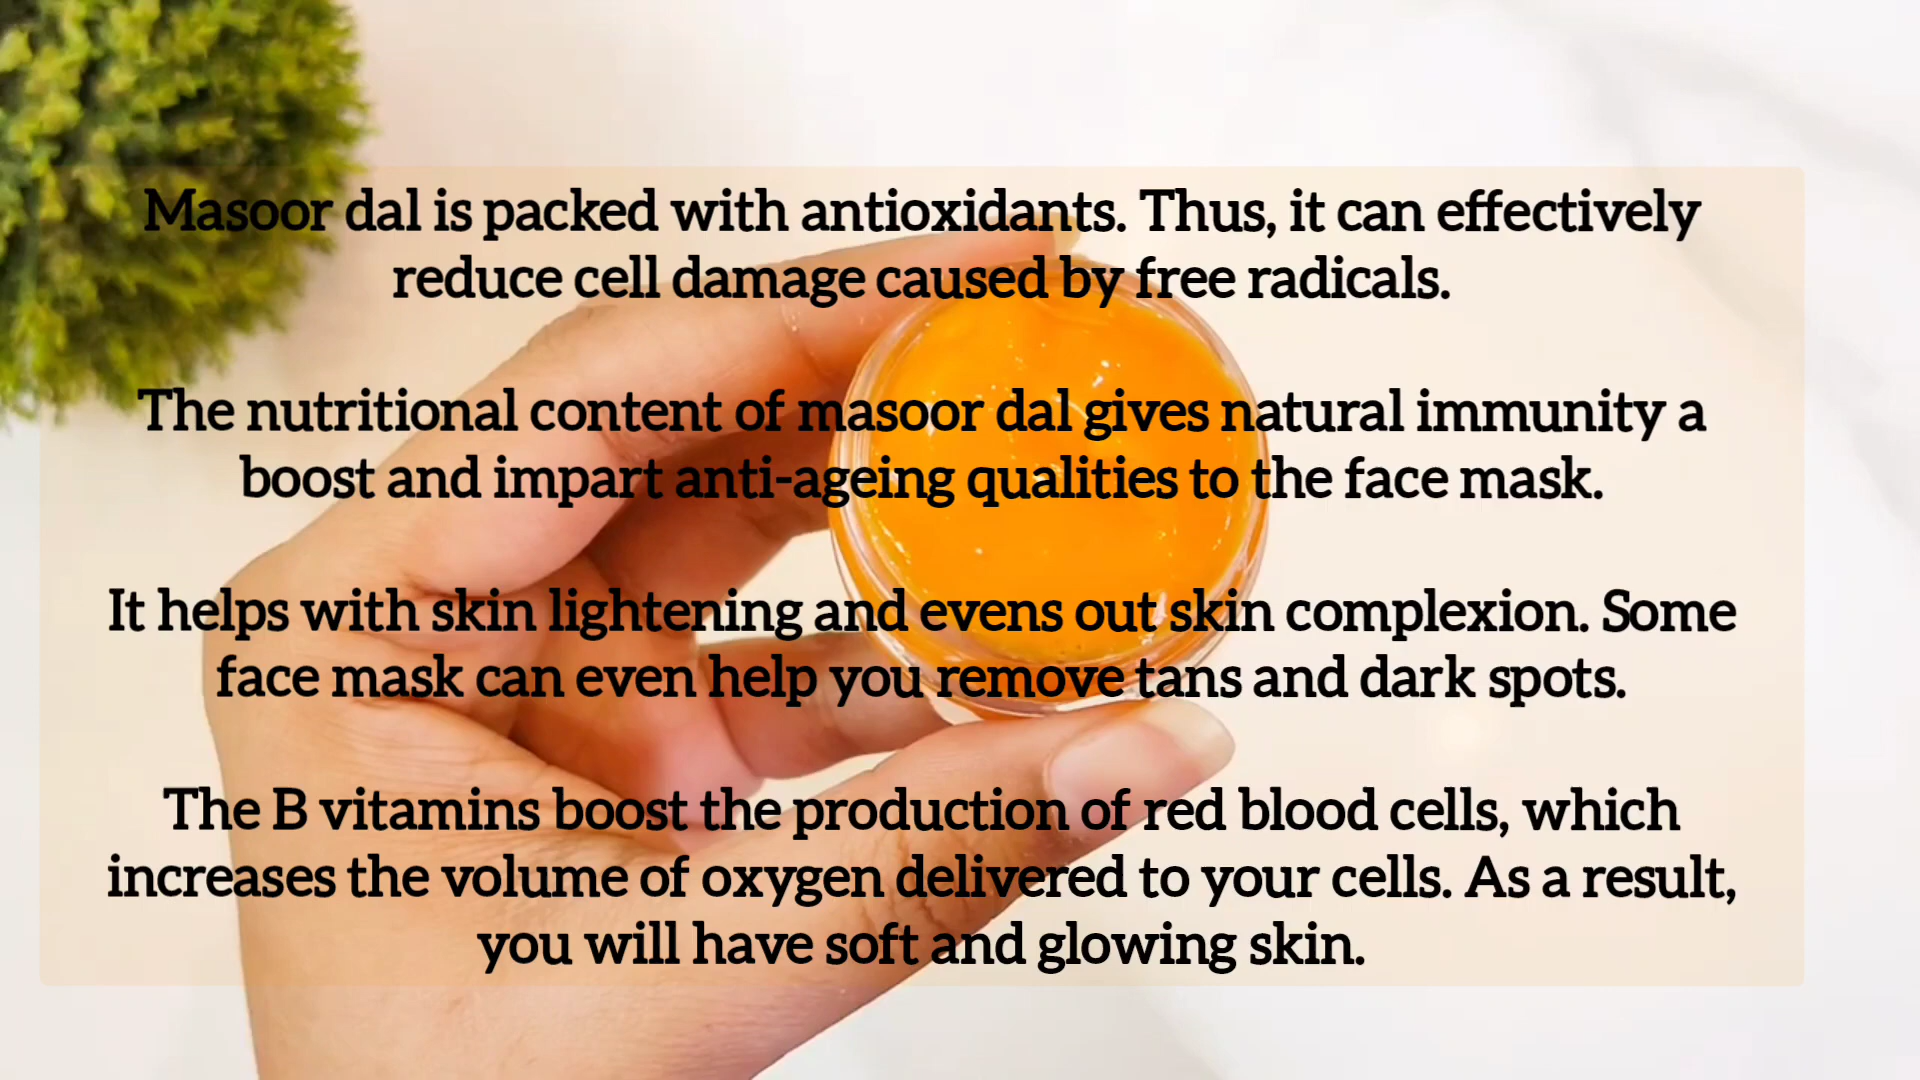 Masoor dal is packed with antioxidants. Thus, it can effectively
reduce cell damage caused by free radicals.
The nutritional content of masoor dal gives natural immunity a
boost and impart anti-ageing qualities to the face mask.
It helps with skin lightening and evens out skin complexion. Some
face mask can even help you remove tans and dark spots.
The B vitamins boost the production of red blood cells, which
increases the volume of oxygen delivered to your cells. As a result,
you will have soft and glowing skin.